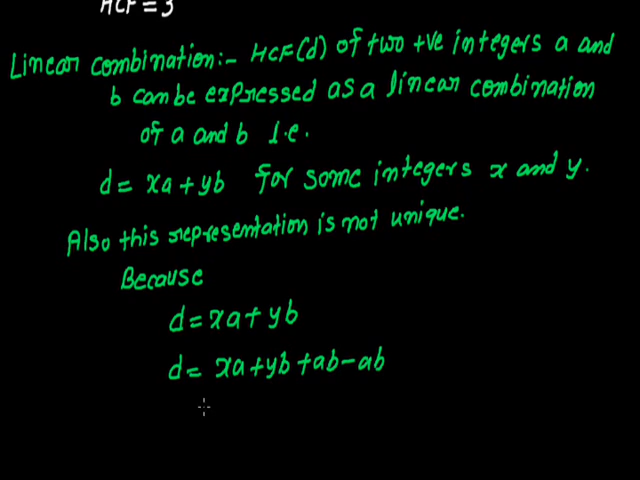 HCF = 3
Linear combination:- HCF(d) of two +ve integers a and
b can be expressed as a linear combination
of a and b i.e.
d = xa + yb for some integers x and y.
Also this representation is not unique.
Because
d = xa + yb
d = xa + yb + ab - ab